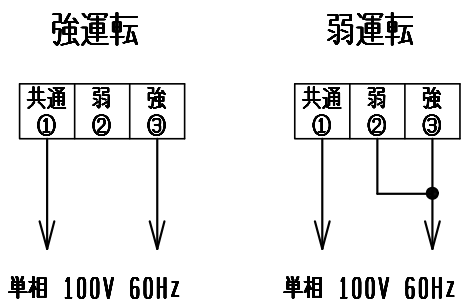 強運転 弱運転
共通 弱 強 共通 弱 強
① ② ③ ① ② ③
単相 100V 60Hz 単相 100V 60Hz